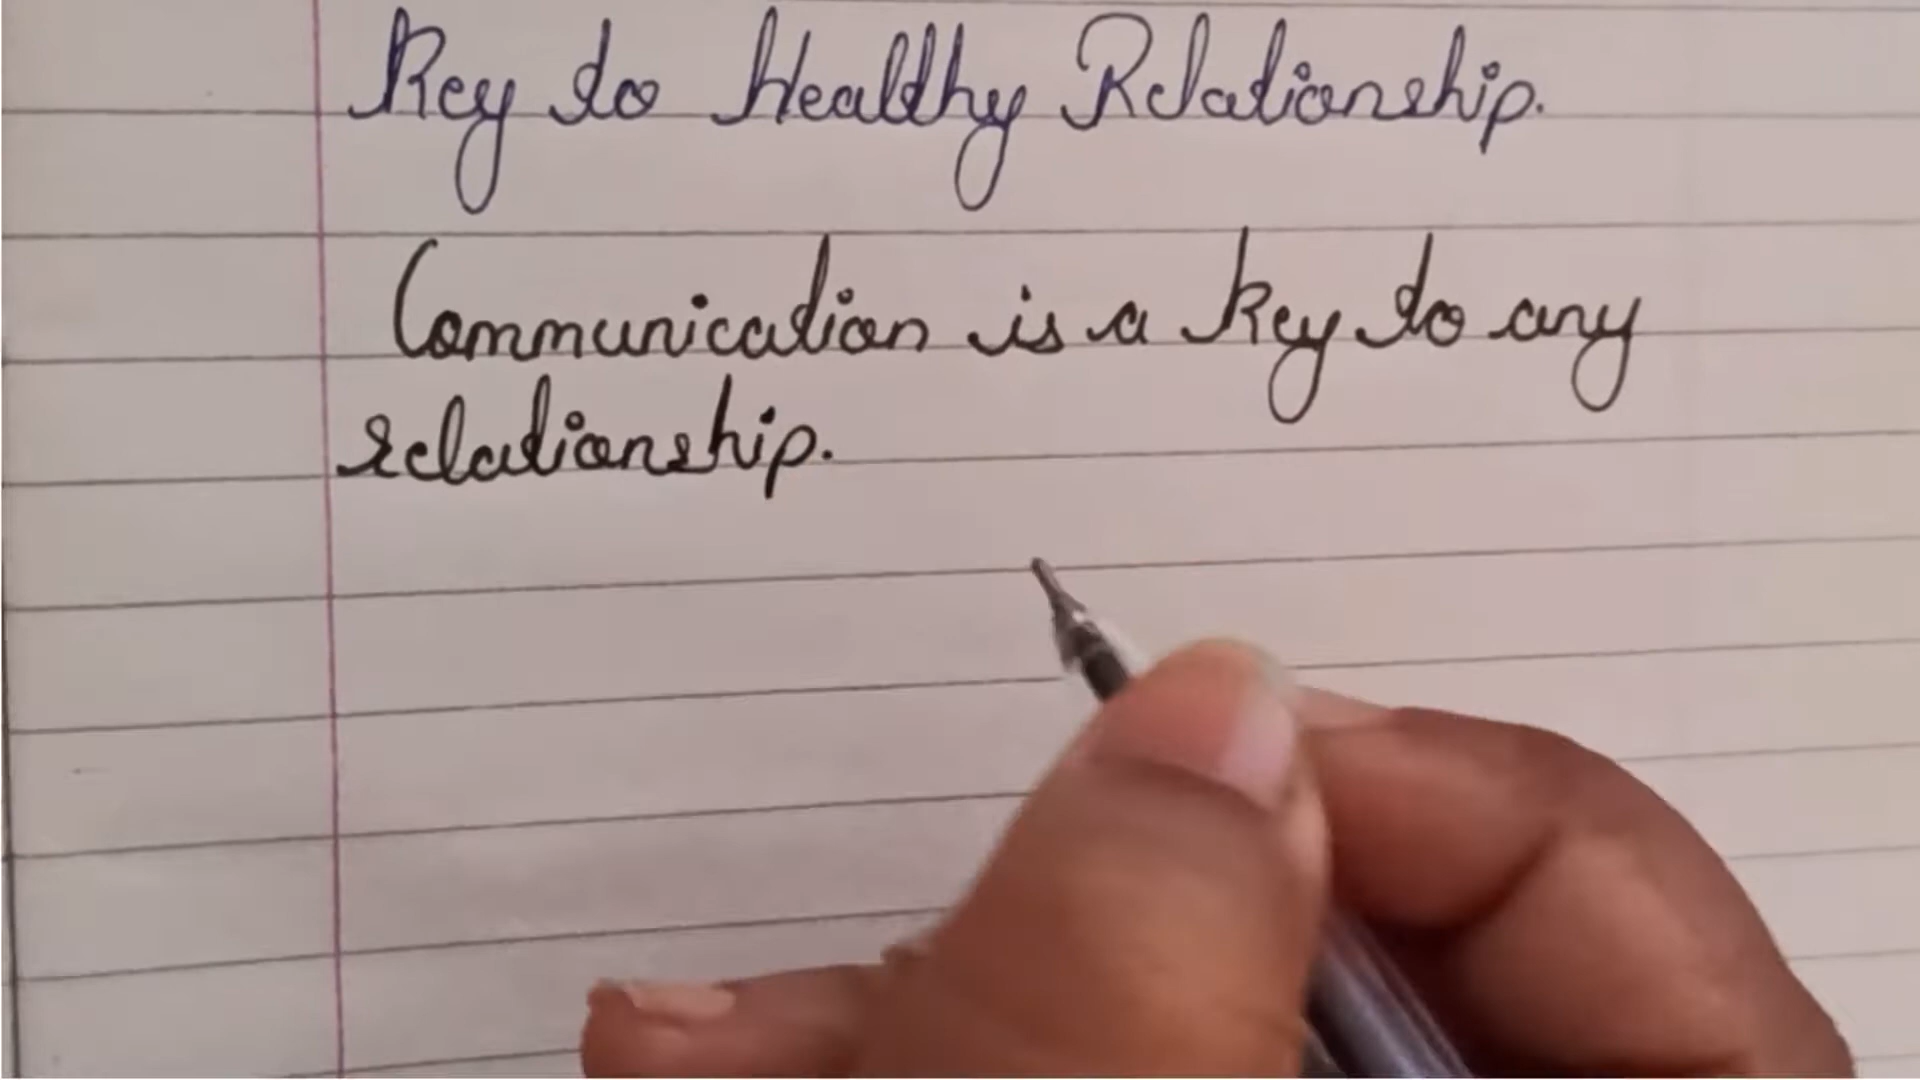 Key to Healthy Relationship.
Communication is a key to any
relationship.